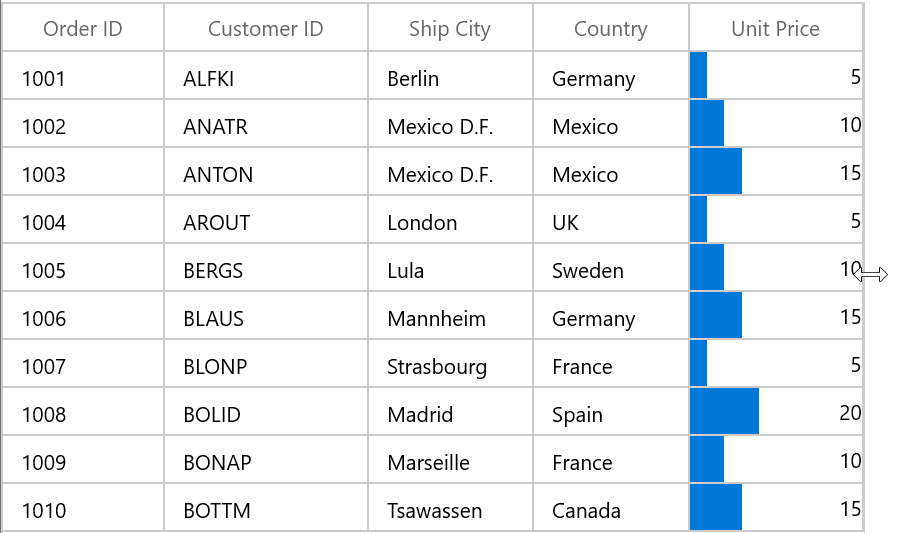 Order ID Customer ID Ship City Country Unit Price
1001 ALFKI Berlin Germany 5
1002 ANATR Mexico D.F. Mexico 10
1003 ANTON Mexico D.F. Mexico 15
1004 AROUT London UK 5
1005 BERGS Lula Sweden 10
1006 BLAUS Mannheim Germany 15
1007 BLONP Strasbourg France 5
1008 BOLID Madrid Spain 20
1009 BONAP Marseille France 10
1010 BOTTM Tsawassen Canada 15